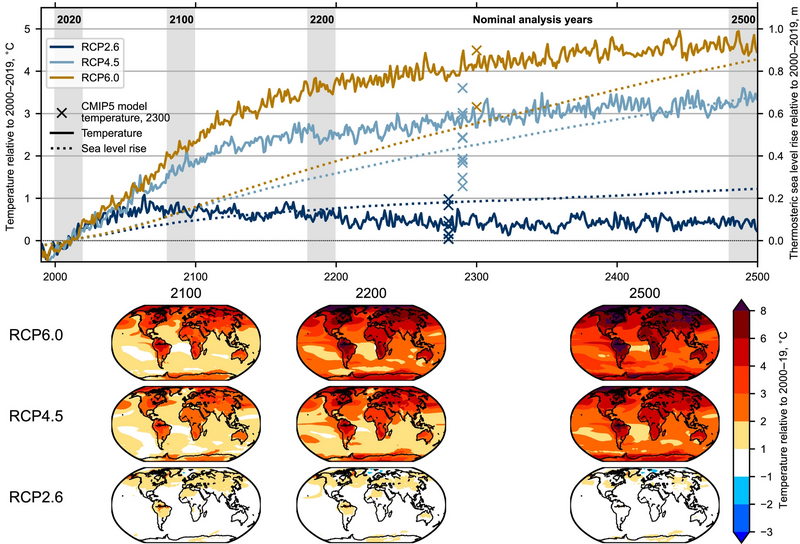 2020 2100 2200 Nominal analysis years 2500
Temperature relative to 2000–2019, °C
5
4
3
2
1
0
RCP2.6
RCP4.5
RCP6.0
CMIP5 model
temperature, 2300
Temperature
Sea level rise
1.0
0.8
0.6
0.4
0.2
0.0
Thermosteric sea level rise relative to 2000–2019, m
2000 2100 2200 2300 2400 2500
2100 2200 2500
RCP6.0
RCP4.5
RCP2.6
8
6
4
3
2
1
−1
−2
−3
Temperature relative to 2000–19, °C